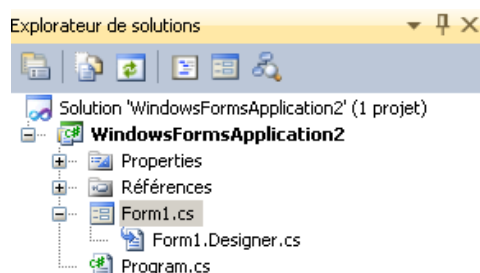 Explorateur de solutions
Solution 'WindowsFormsApplication2' (1 projet)
WindowsFormsApplication2
Properties
Références
Form1.cs
Form1.Designer.cs
Program.cs